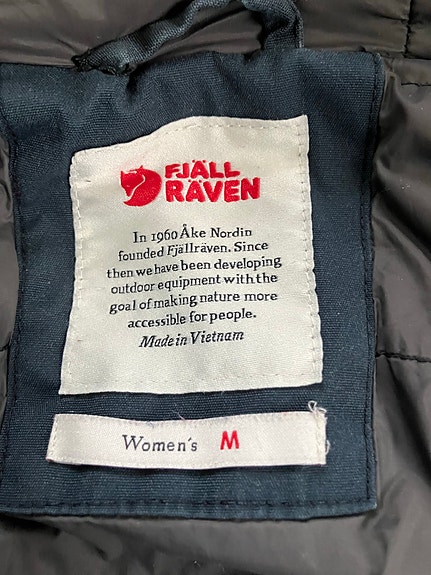 FJÄLL
RÄVEN
In 1960 Åke Nordin
founded Fjällräven. Since
then we have been developing
outdoor equipment with the
goal of making nature more
accessible for people.
Made in Vietnam
Women's M